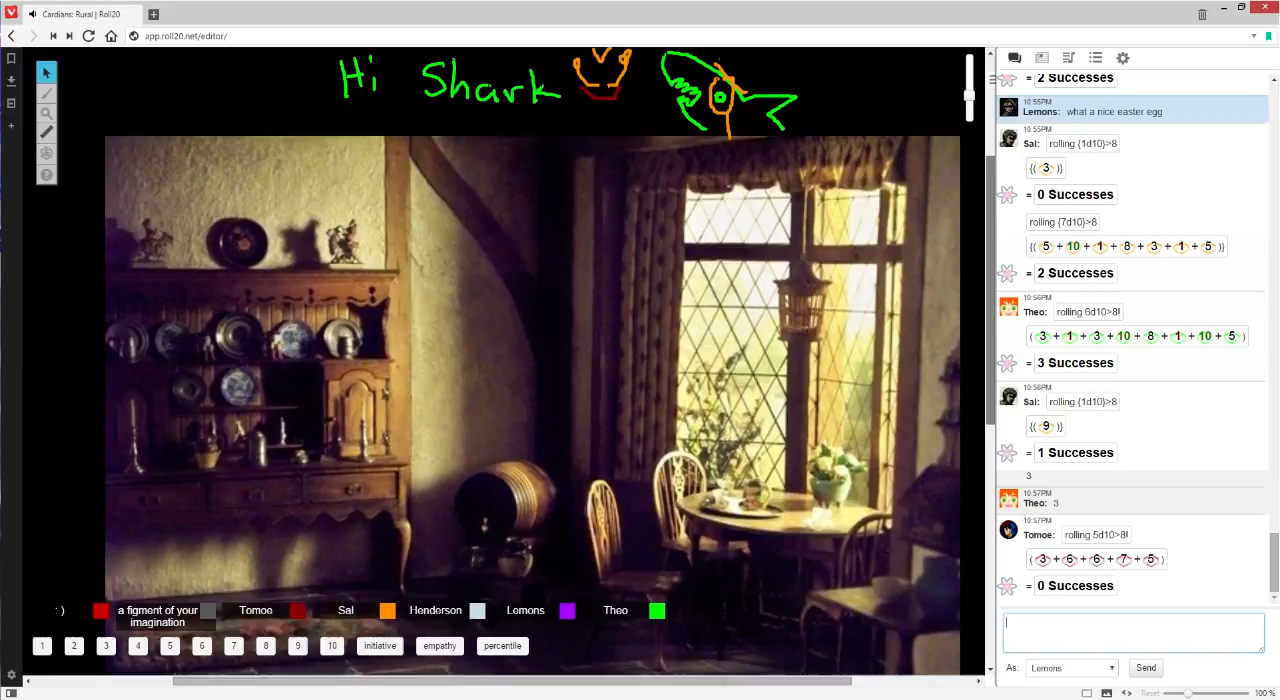 Cardians: Rural | Roll20
app.roll20.net/editor/
Hi Shark
= 2 Successes
10:55PM
Lemons: what a nice easter egg
10:55PM
Sal: rolling {1d10}>8
{( 3 )}
= 0 Successes
rolling {7d10}>8
{( 5 + 10 + 1 + 8 + 3 + 1 + 5 )}
= 2 Successes
10:56PM
Theo: rolling 6d10>8!
( 3 + 1 + 3 + 10 + 8 + 1 + 10 + 5 )
= 3 Successes
10:56PM
Sal: rolling {1d10}>8
{( 9 )}
= 1 Successes
3
10:57PM
Theo: 3
10:57PM
Tomoe: rolling 5d10>8!
( 3 + 6 + 6 + 7 + 5 )
= 0 Successes
: ) a figment of your imagination Tomoe Sal Henderson Lemons Theo
1 2 3 4 5 6 7 8 9 10 initiative empathy percentile
As: Lemons Send
Reset 100 %